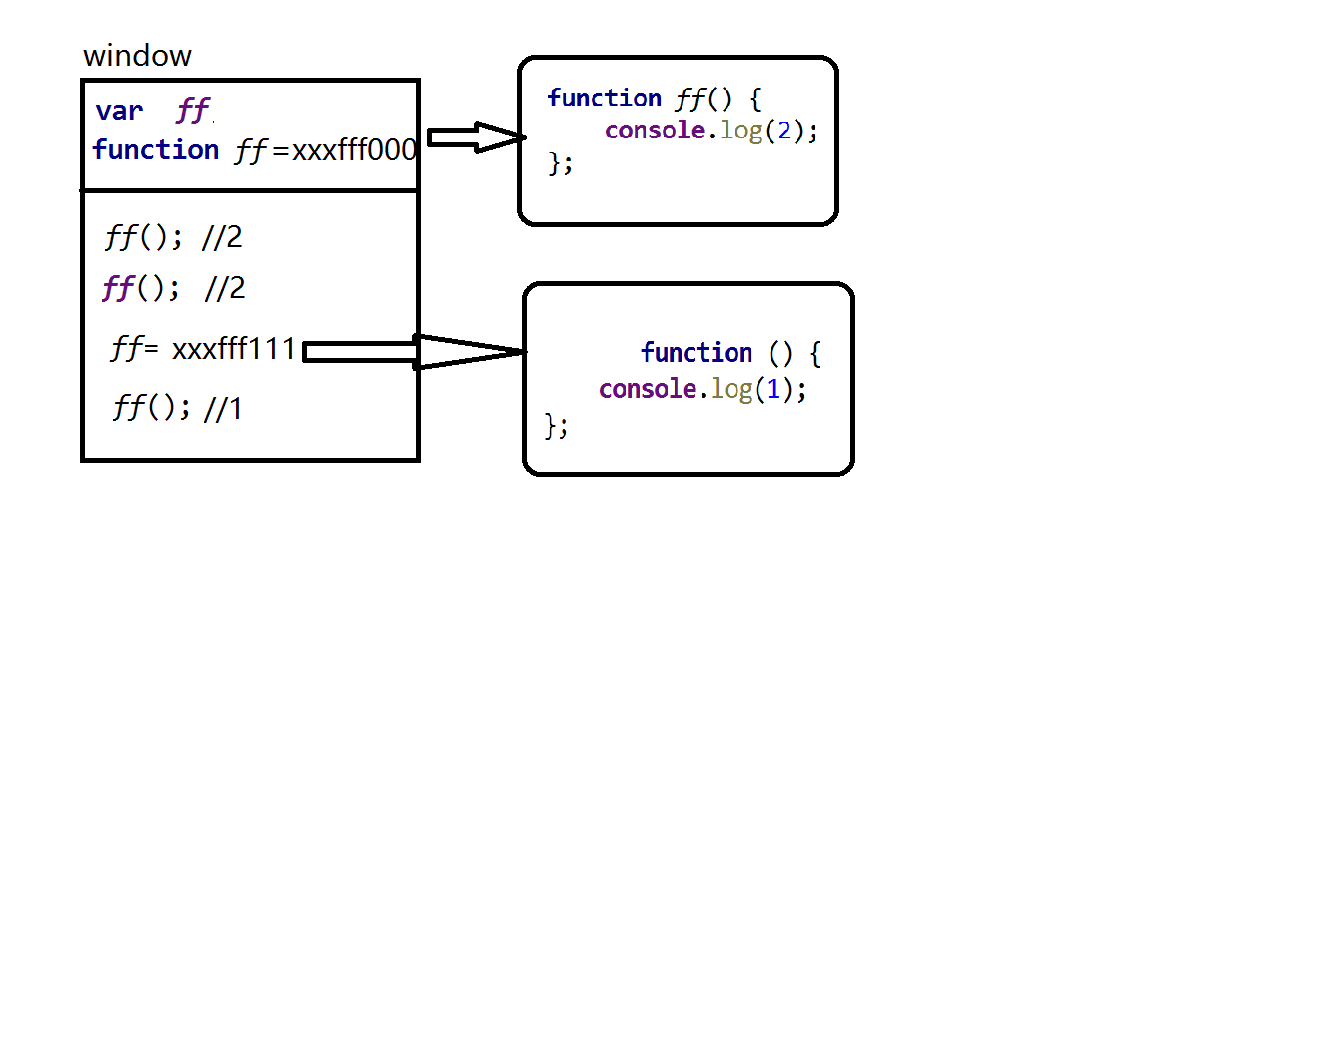 window
var ff.
function ff=xxxfff000
ff(); //2
ff(); //2
ff= xxxfff111
ff(); //1
function ff() {
console.log(2);
};
function () {
console.log(1);
};